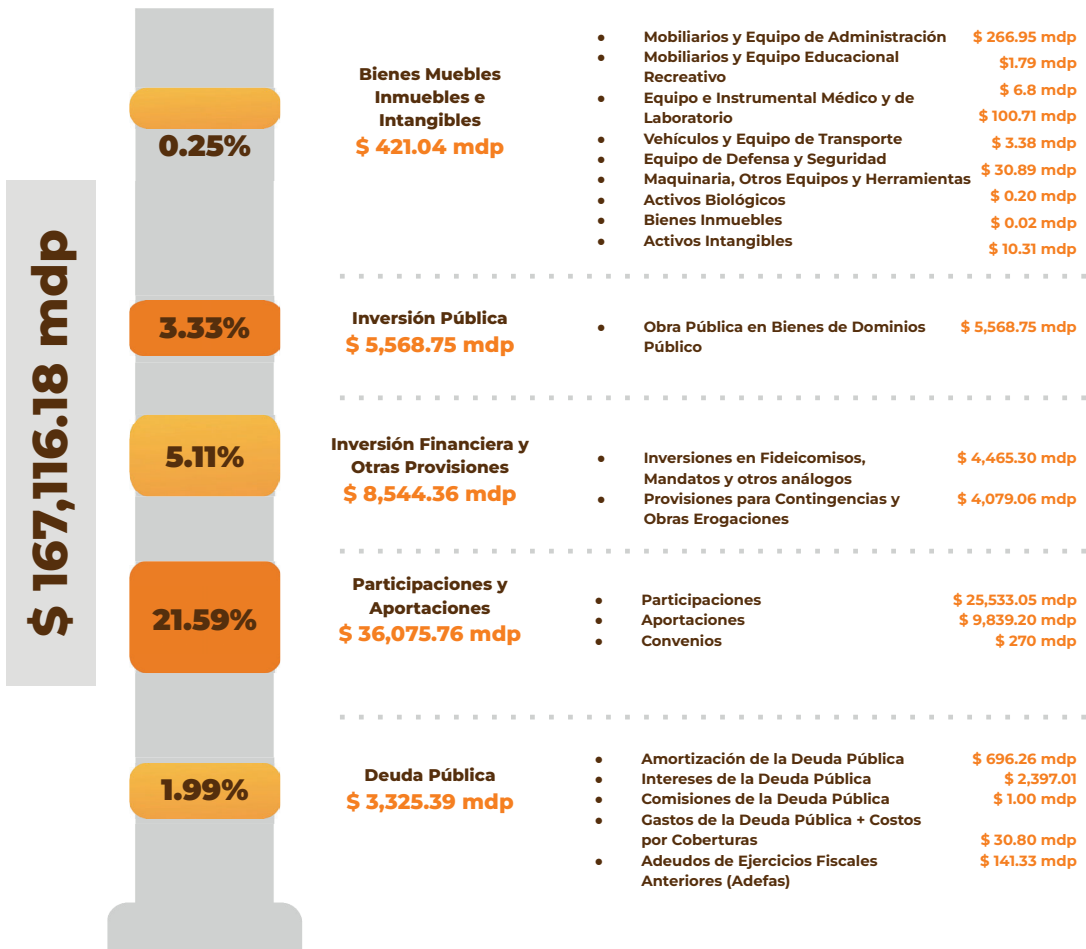 $ 167,116.18 mdp
0.25%
Bienes Muebles
Inmuebles e
Intangibles
$ 421.04 mdp
● Mobiliarios y Equipo de Administración $ 266.95 mdp
● Mobiliarios y Equipo Educacional
Recreativo $1.79 mdp
● Equipo e Instrumental Médico y de
Laboratorio $ 6.8 mdp
● Vehículos y Equipo de Transporte $ 100.71 mdp
● Equipo de Defensa y Seguridad $ 3.38 mdp
● Maquinaria, Otros Equipos y Herramientas $ 30.89 mdp
● Activos Biológicos $ 0.20 mdp
● Bienes Inmuebles $ 0.02 mdp
● Activos Intangibles $ 10.31 mdp
3.33%
Inversión Pública
$ 5,568.75 mdp
● Obra Pública en Bienes de Dominios $ 5,568.75 mdp
Público
5.11%
Inversión Financiera y
Otras Provisiones
$ 8,544.36 mdp
● Inversiones en Fideicomisos, $ 4,465.30 mdp
Mandatos y otros análogos
● Provisiones para Contingencias y $ 4,079.06 mdp
Obras Erogaciones
21.59%
Participaciones y
Aportaciones
$ 36,075.76 mdp
● Participaciones $ 25,533.05 mdp
● Aportaciones $ 9,839.20 mdp
● Convenios $ 270 mdp
1.99%
Deuda Pública
$ 3,325.39 mdp
● Amortización de la Deuda Pública $ 696.26 mdp
● Intereses de la Deuda Pública $ 2,397.01
● Comisiones de la Deuda Pública $ 1.00 mdp
● Gastos de la Deuda Pública + Costos
por Coberturas $ 30.80 mdp
● Adeudos de Ejercicios Fiscales $ 141.33 mdp
Anteriores (Adefas)